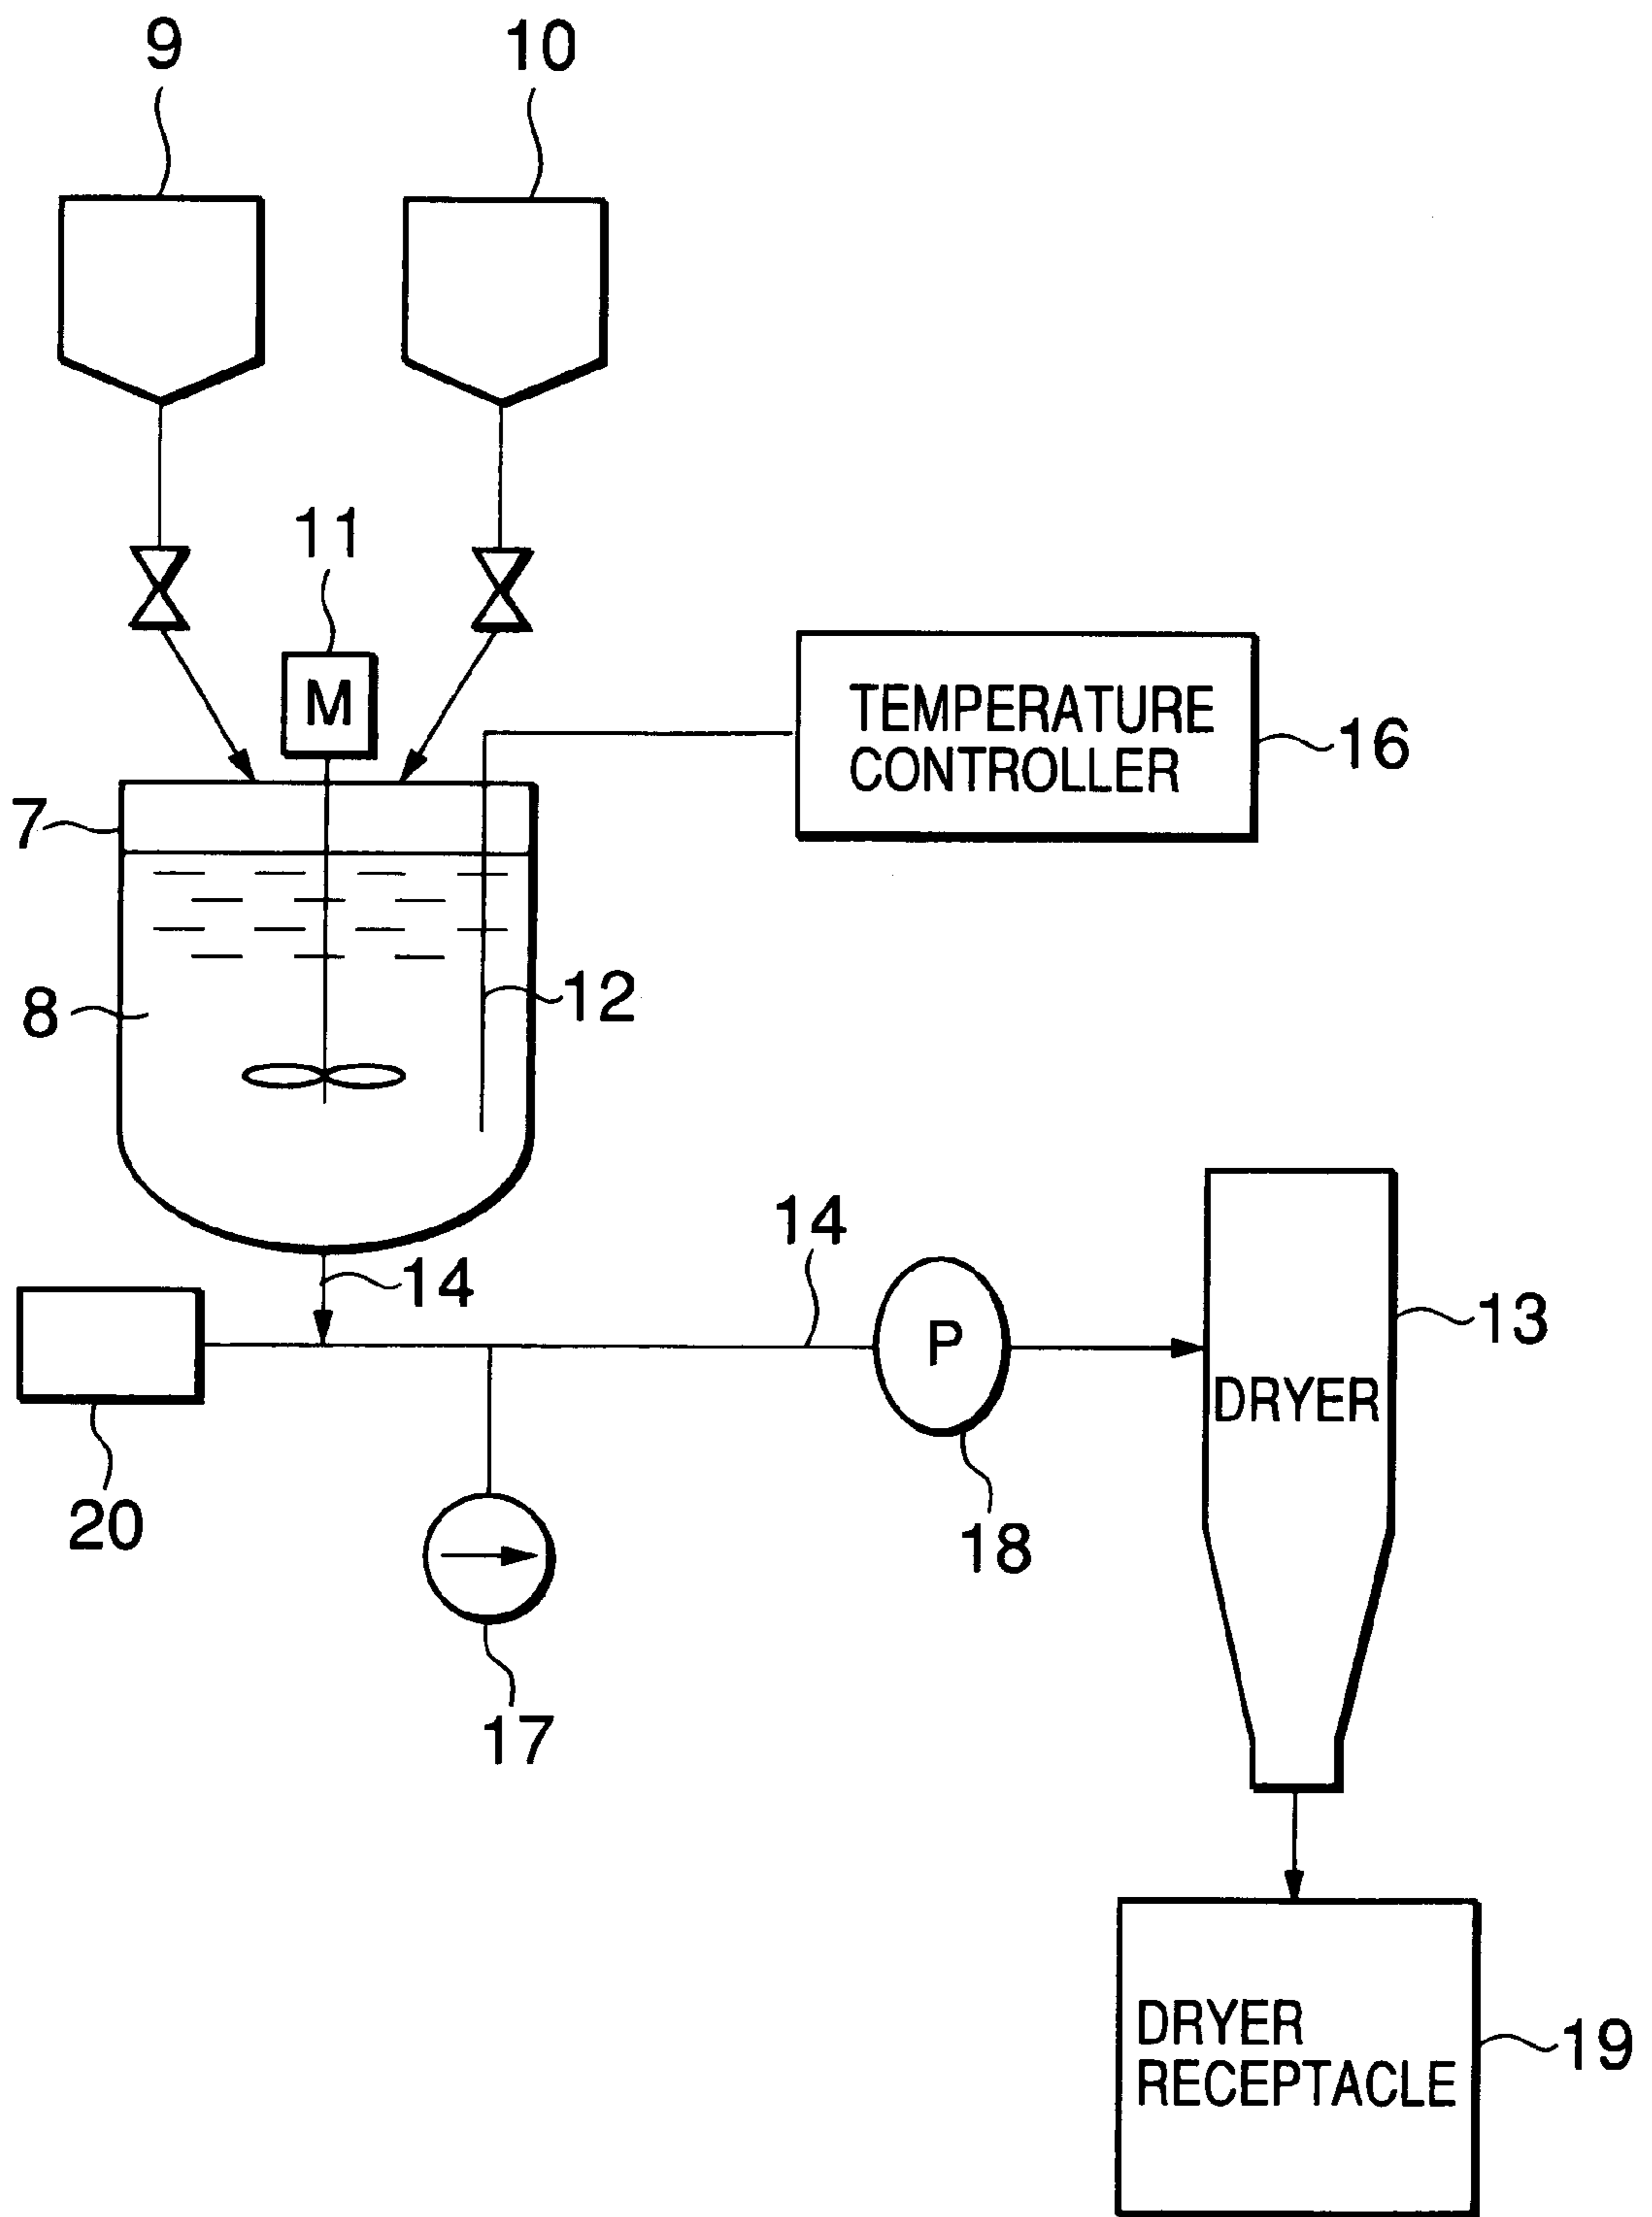 9
10
11
M
TEMPERATURE
CONTROLLER
16
7
8
12
14
14
P
13
DRYER
20
18
17
DRYER
RECEPTACLE
19